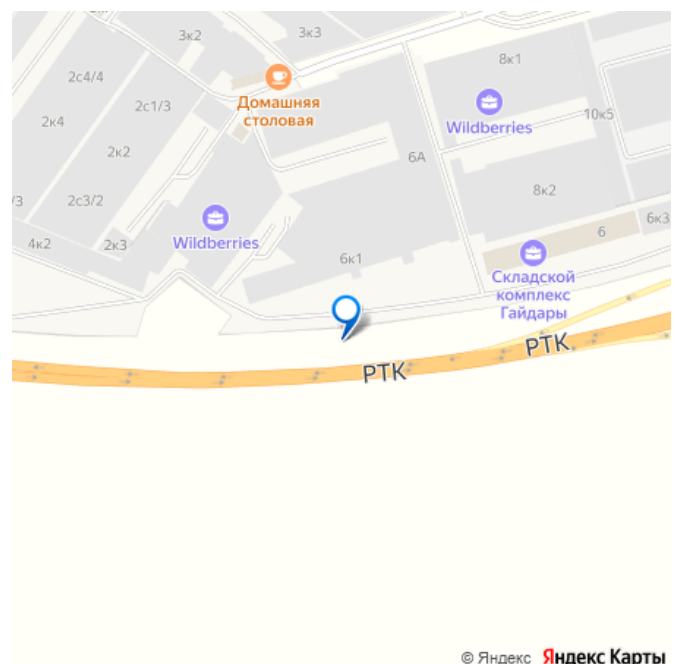 3к2
3к3
2с4/4
8к1
Домашняя
столовая
2с1/3
2к4
Wildberries
10к5
2к2
6А
8к2
2с3/2
/3
Wildberries
4к2
2к3
6к1
6
6к3
Складской
комплекс
Гайдары
РТК
РТК
© Яндекс Яндекс Карты